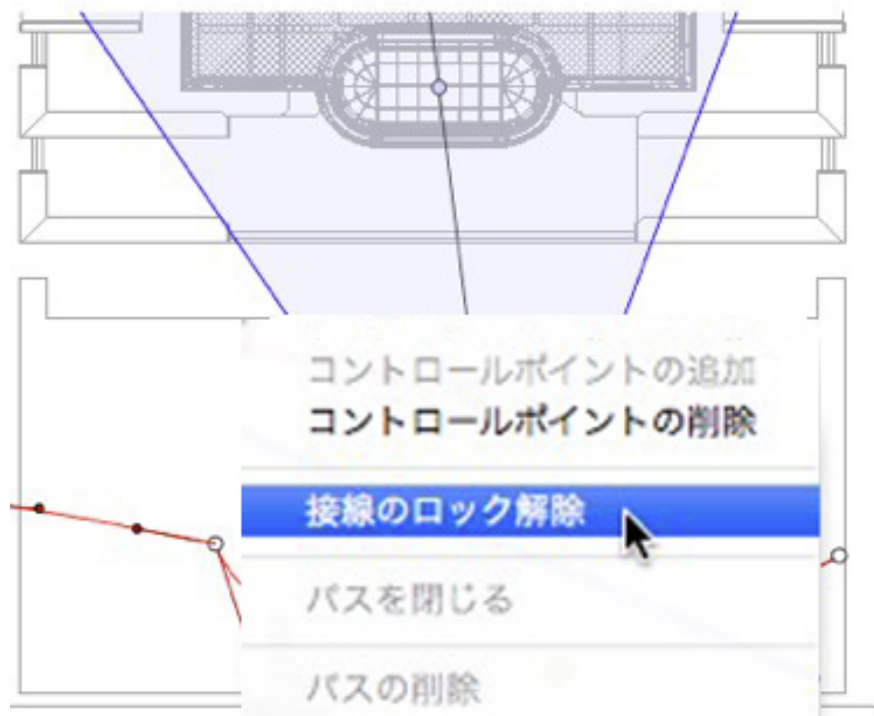 コントロールポイントの追加
コントロールポイントの削除
接線のロック解除
パスを閉じる
パスの削除